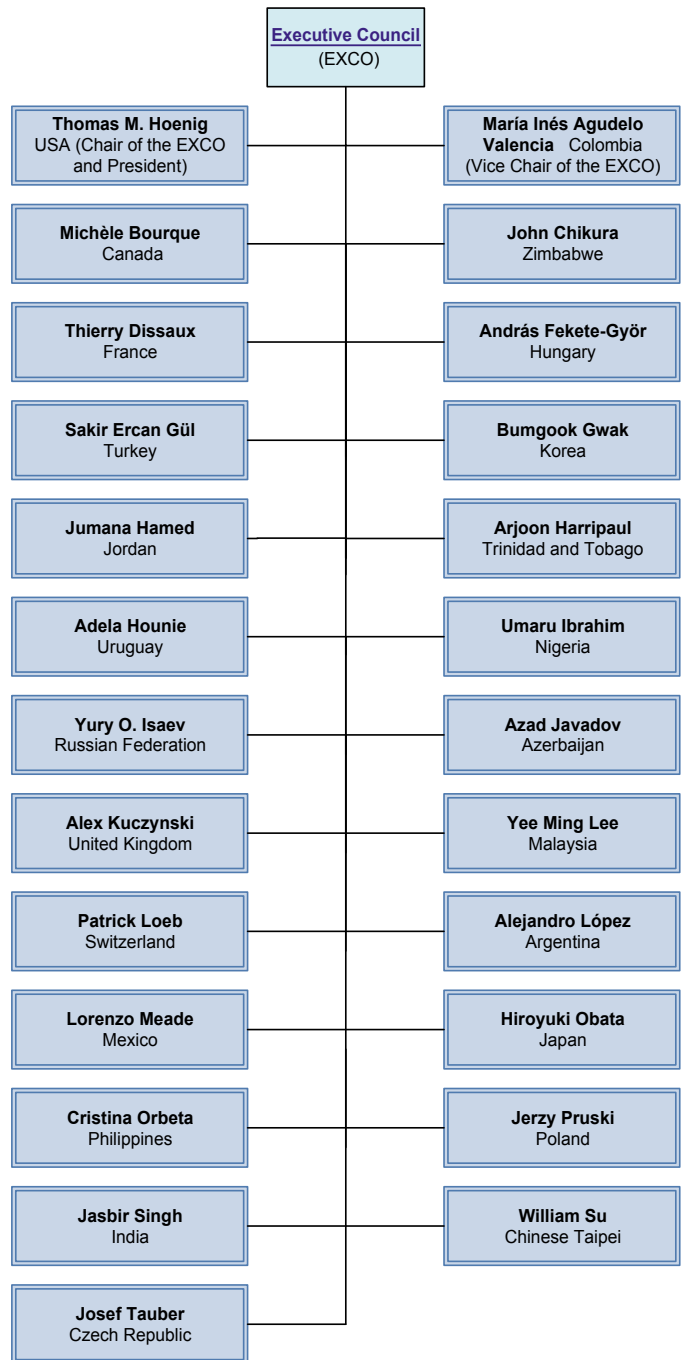 Executive Council
(EXCO)
Thomas M. Hoenig
USA (Chair of the EXCO
and President)
María Inés Agudelo
Valencia Colombia
(Vice Chair of the EXCO)
Michèle Bourque
Canada
John Chikura
Zimbabwe
Thierry Dissaux
France
András Fekete-Györ
Hungary
Sakir Ercan Gül
Turkey
Bumgook Gwak
Korea
Jumana Hamed
Jordan
Arjoon Harripaul
Trinidad and Tobago
Adela Hounie
Uruguay
Umaru Ibrahim
Nigeria
Yury O. Isaev
Russian Federation
Azad Javadov
Azerbaijan
Alex Kuczynski
United Kingdom
Yee Ming Lee
Malaysia
Patrick Loeb
Switzerland
Alejandro López
Argentina
Lorenzo Meade
Mexico
Hiroyuki Obata
Japan
Cristina Orbeta
Philippines
Jerzy Pruski
Poland
Jasbir Singh
India
William Su
Chinese Taipei
Josef Tauber
Czech Republic